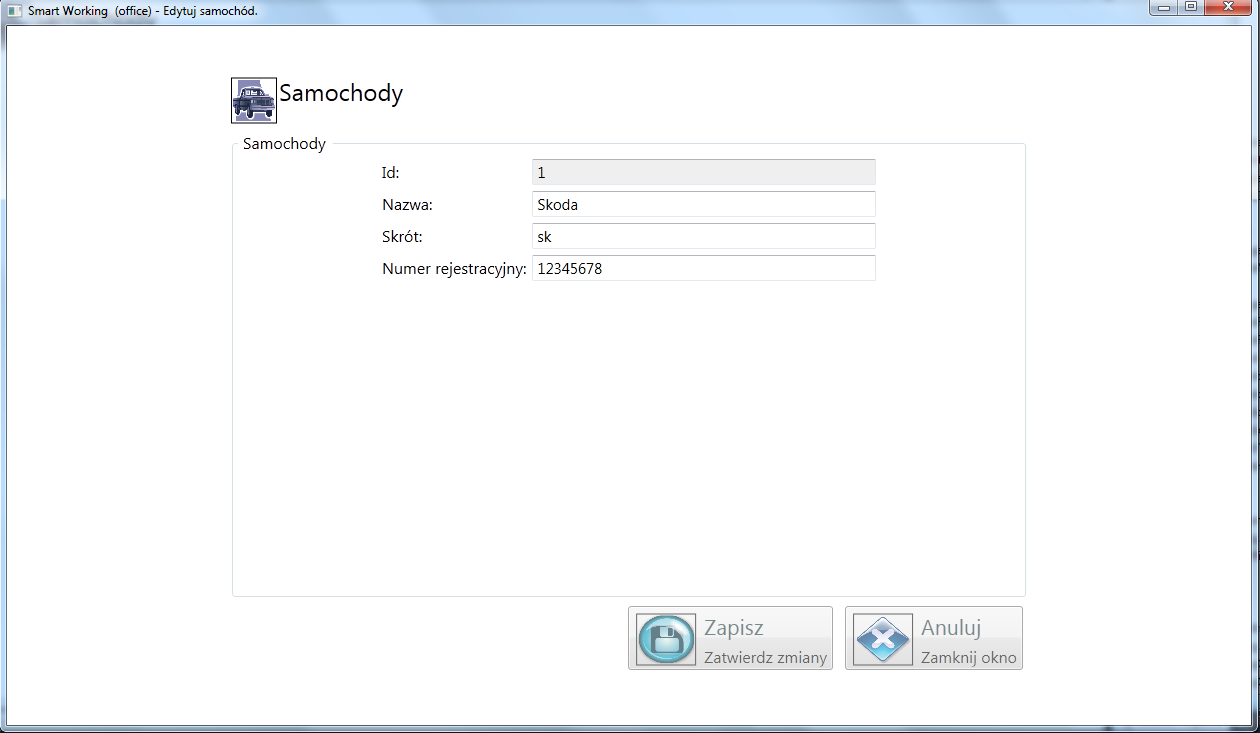 Smart Working (office) - Edytuj samochód.
Samochody
Samochody
Id: 1
Nazwa: Skoda
Skrót: sk
Numer rejestracyjny: 12345678
Zapisz
Zatwierdz zmiany
Anuluj
Zamknij okno